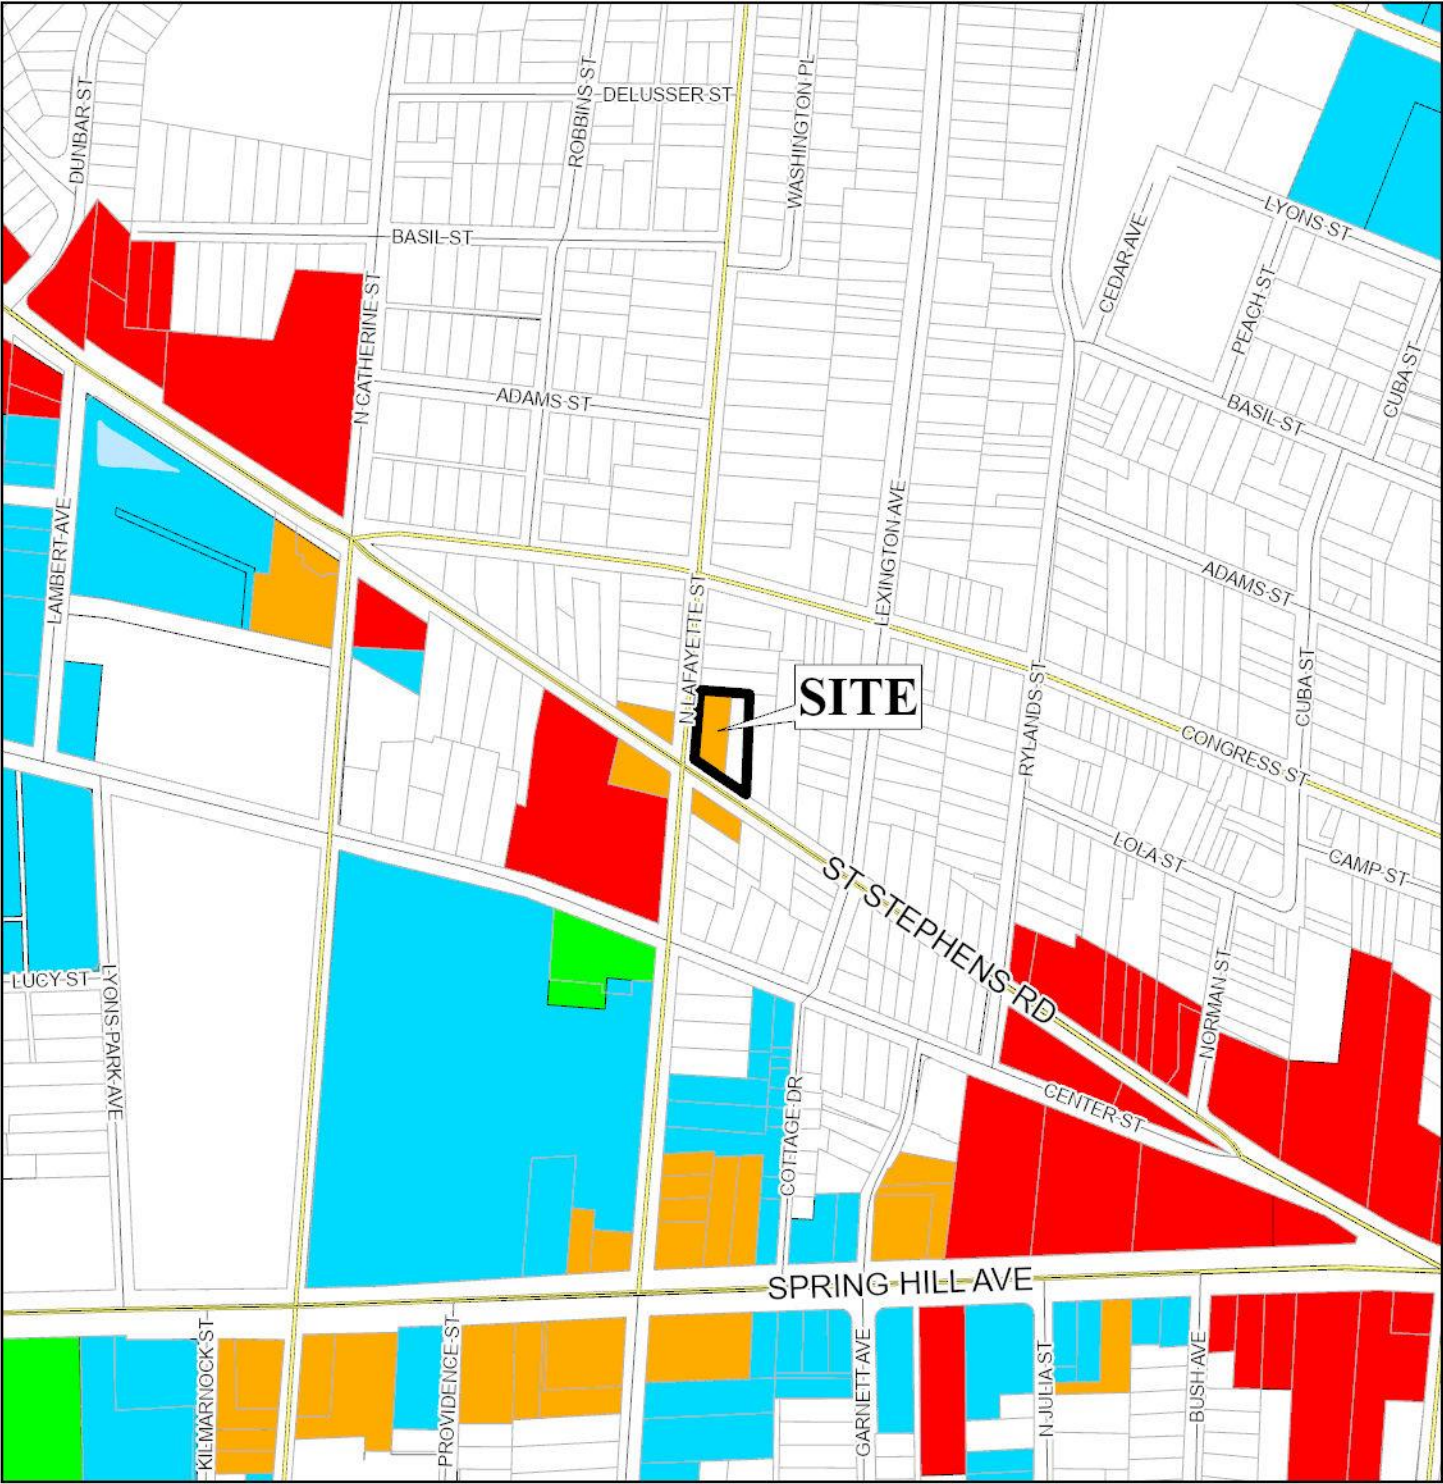 DUNBAR ST
DELUSSER ST
ROBBINS ST
WASHINGTON PL
BASIL ST
LYONS ST
CEDAR AVE
PEACH ST
CUBA ST
N CATHERINE ST
ADAMS ST
BASIL ST
LAMBERT AVE
LEXINGTON AVE
ADAMS ST
N LAFAYETTE ST
SITE
RYLANDS ST
CUBA ST
CONGRESS ST
LOLA ST
CAMP ST
ST STEPHENS RD
LUCY ST
LYONS PARK AVE
NORMAN ST
COTTAGE DR
CENTER ST
SPRING HILL AVE
KILMARNOCK ST
PROVIDENCE ST
GARNETT AVE
N JULIA ST
BUSH AVE